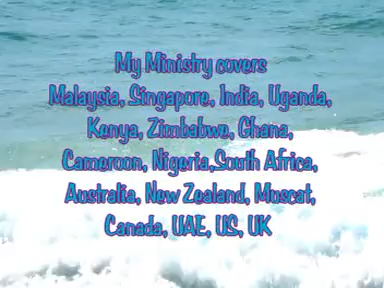 My Ministry covers
Malaysia, Singapore, India, Uganda,
Kenya, Zimbabwe, Ghana,
Cameroon, Nigeria,South Africa,
Australia, New Zealand, Muscat,
Canada, UAE, US, UK